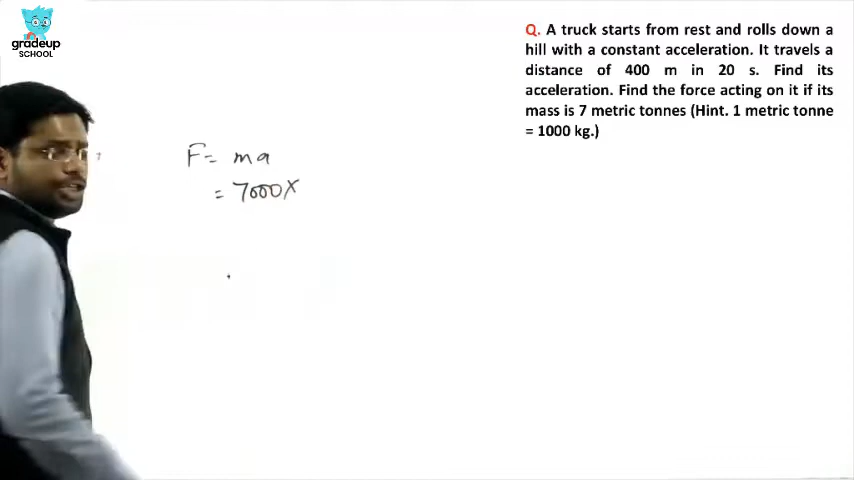 gradeup
SCHOOL
Q. A truck starts from rest and rolls down a
hill with a constant acceleration. It travels a
distance of 400 m in 20 s. Find its
acceleration. Find the force acting on it if its
mass is 7 metric tonnes (Hint. 1 metric tonne
= 1000 kg.)
F = ma
= 7000 X